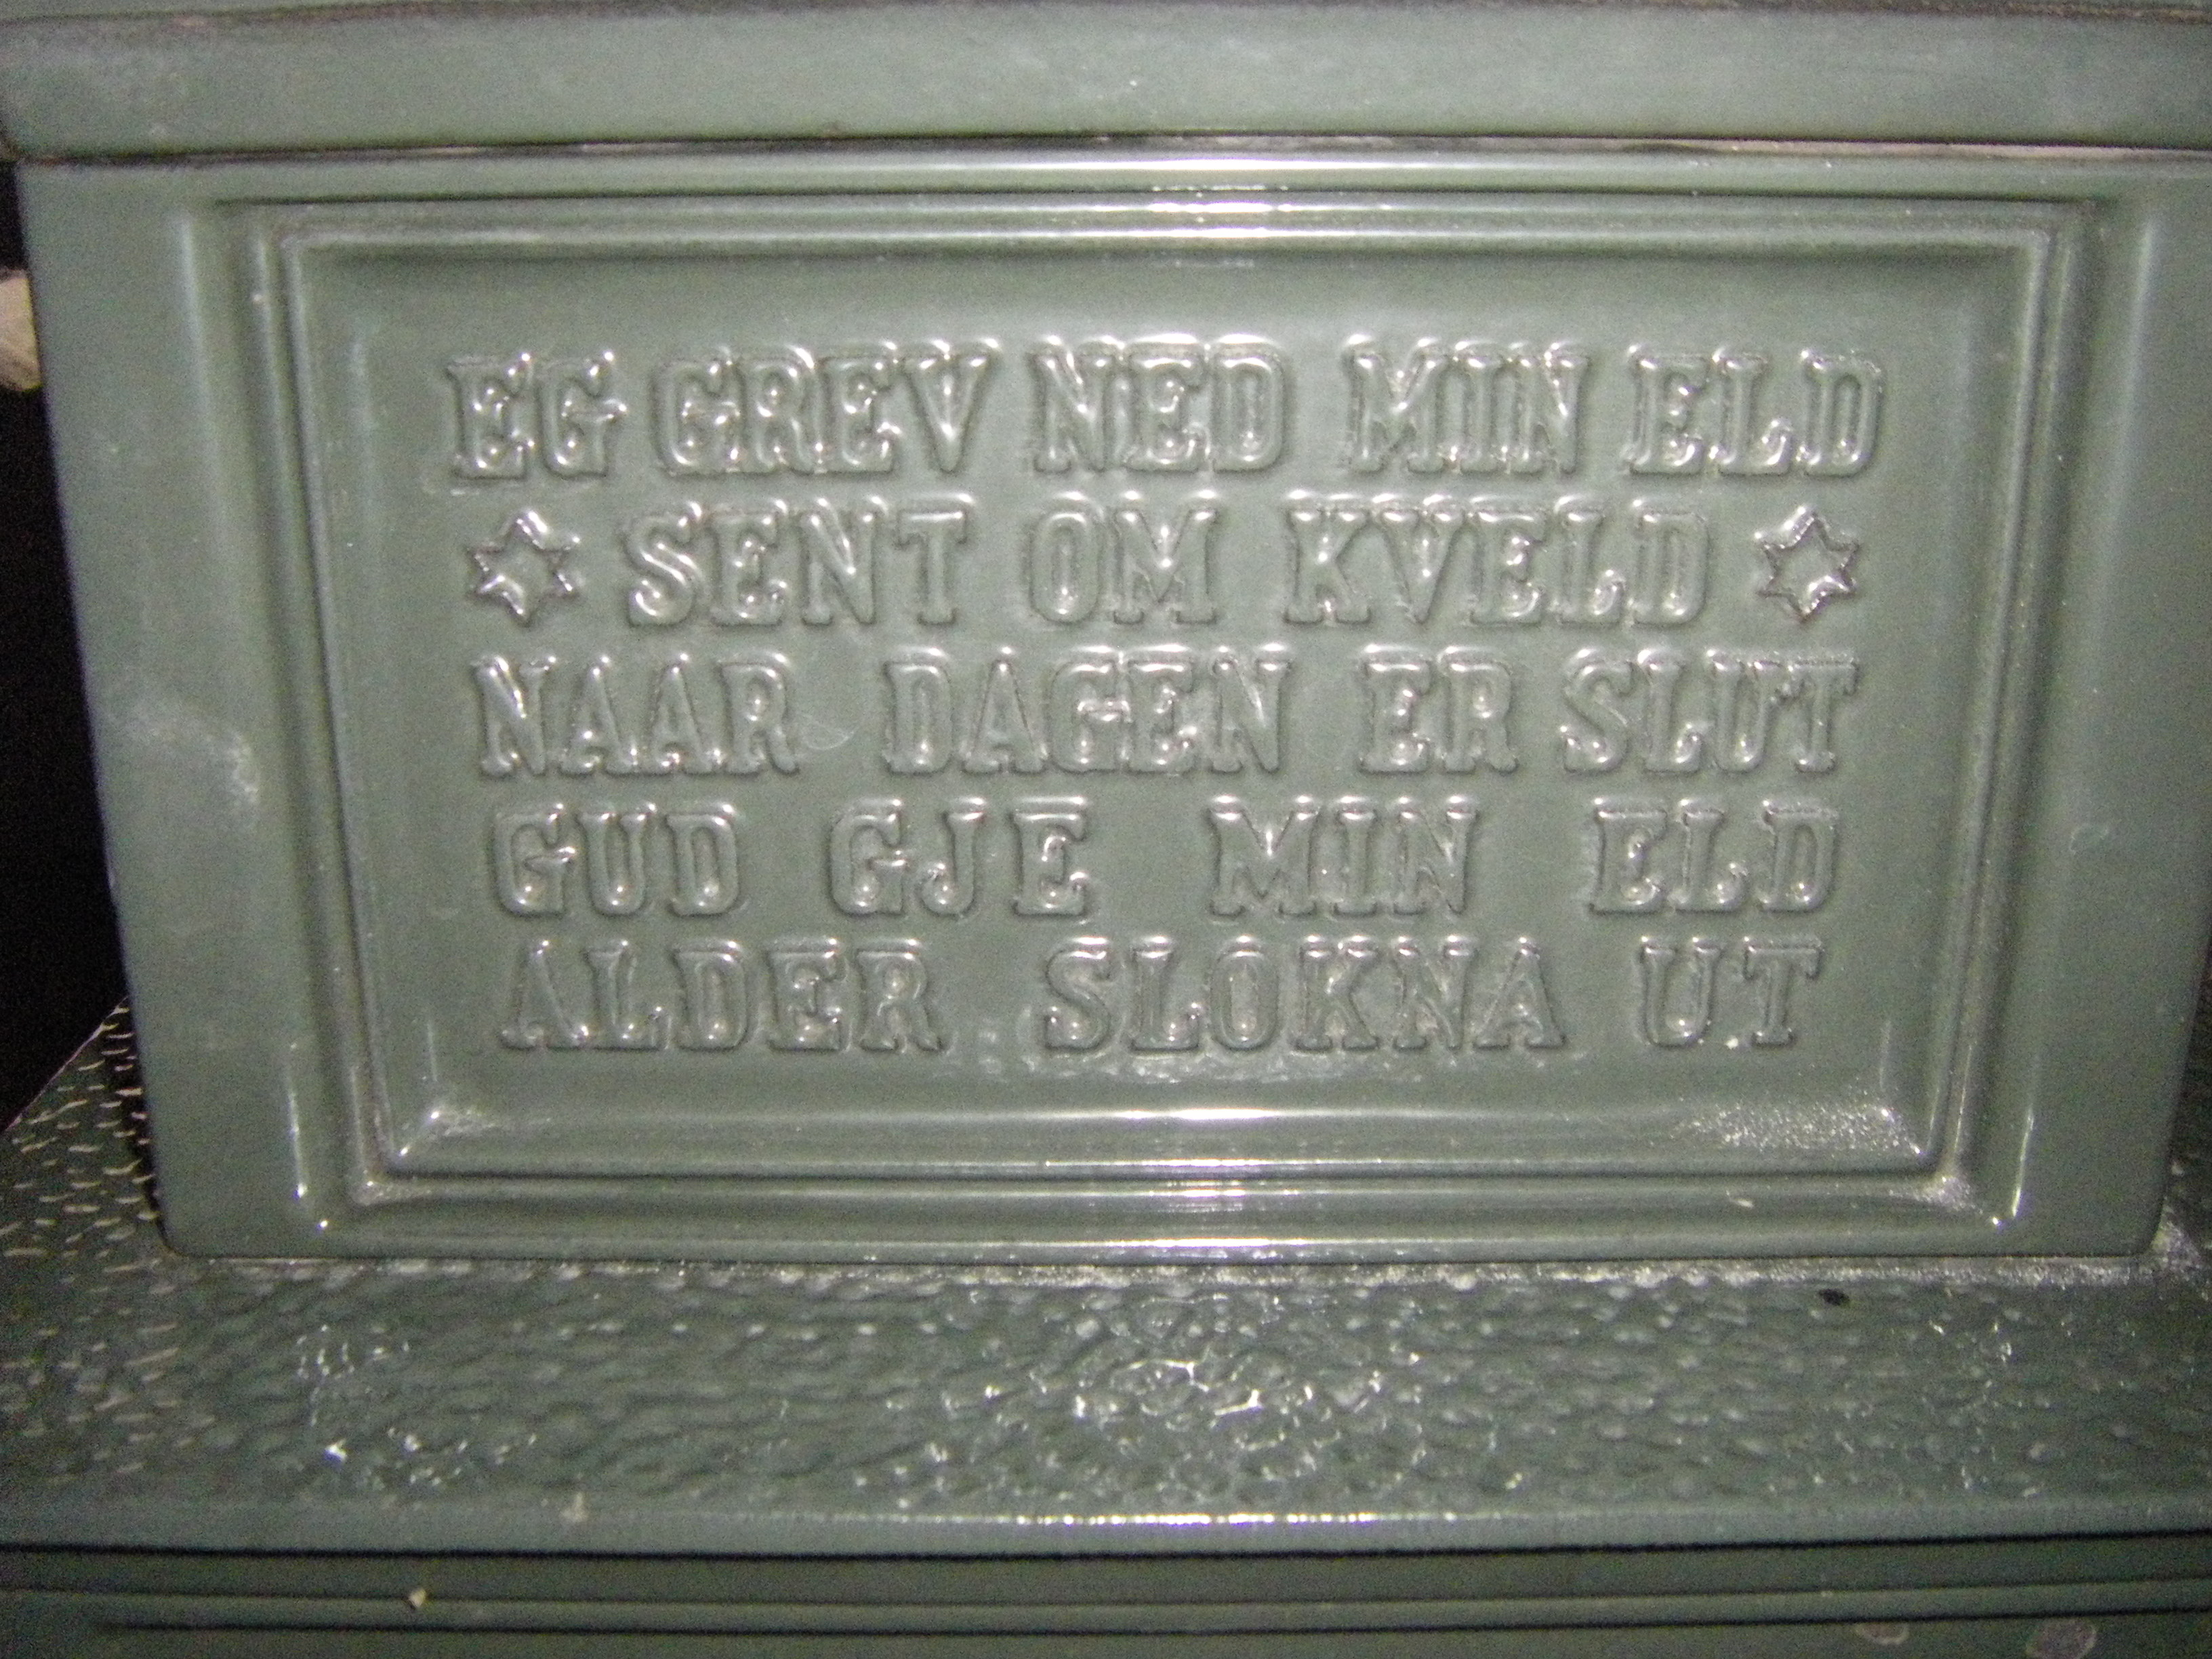 EG GREV NED MIN ELD
SENT OM KVELD
NAAR DAGEN ER SLUT
GUD GJE MIN ELD
ALDER SLOKNA UT